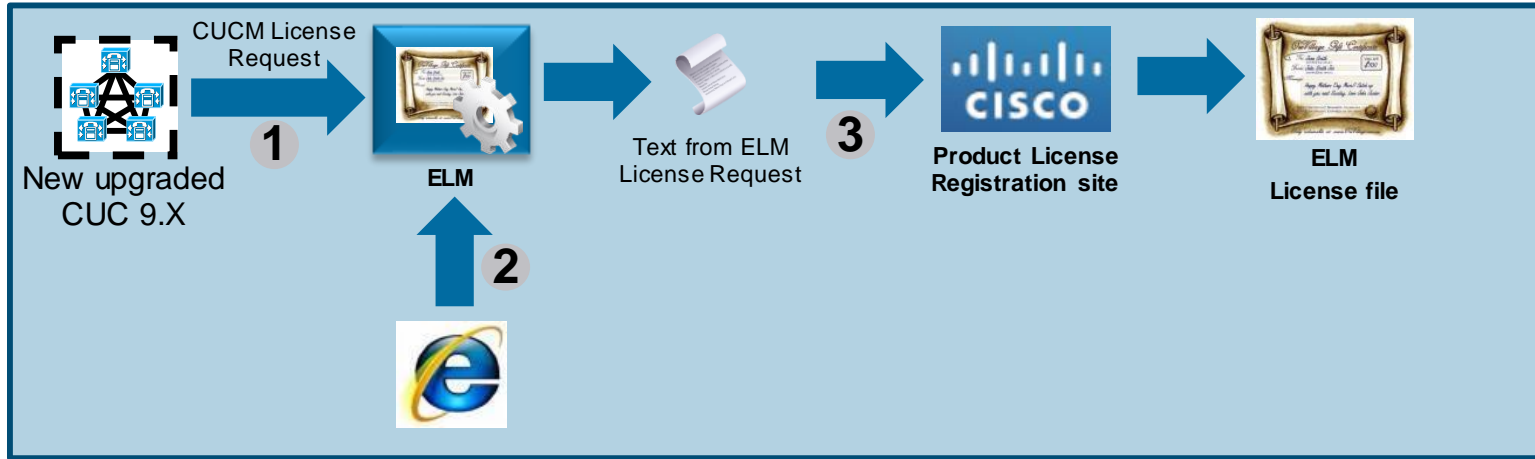 CUCM License
Request
1
New upgraded
CUC 9.X
ELM
2
Text from ELM
License Request
3
CISCO
Product License
Registration site
ELM
License file